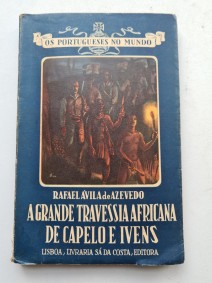 OS PORTUGUESES NO MUNDO
RAFAEL ÁVILA de AZEVEDO
A GRANDE TRAVESSIA AFRICANA
DE CAPELO E IVENS
LISBOA, LIVRARIA SÁ DA COSTA, EDITORA